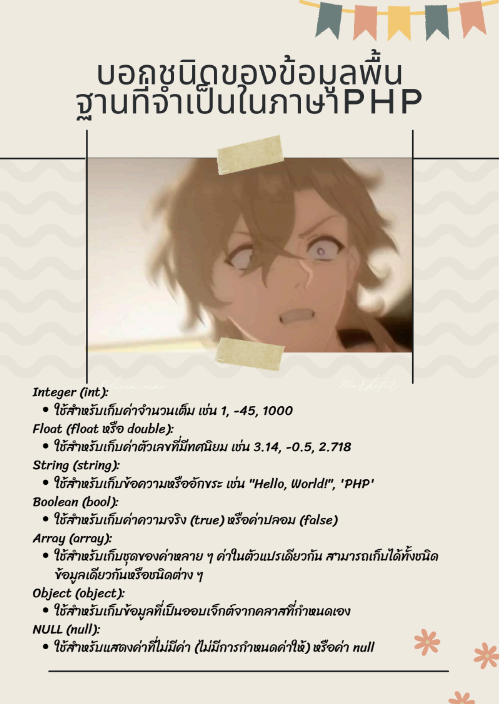 บอกชนิดของข้อมูลพื้น
ฐานที่จำเป็นในภาษาPHP
Integer (int):
• ใช้สำหรับเก็บค่าจำนวนเต็ม เช่น 1, -45, 1000
Float (float หรือ double):
• ใช้สำหรับเก็บค่าตัวเลขที่มีทศนิยม เช่น 3.14, -0.5, 2.718
String (string):
• ใช้สำหรับเก็บข้อความหรืออักขระ เช่น "Hello, World!", 'PHP'
Boolean (bool):
• ใช้สำหรับเก็บค่าความจริง (true) หรือค่าปลอม (false)
Array (array):
• ใช้สำหรับเก็บชุดของค่าหลาย ๆ ค่าในตัวแปรเดียวกัน สามารถเก็บได้ทั้งชนิด
ข้อมูลเดียวกันหรือชนิดต่าง ๆ
Object (object):
• ใช้สำหรับเก็บข้อมูลที่เป็นออบเจ็กต์จากคลาสที่กำหนดเอง
NULL (null):
• ใช้สำหรับแสดงค่าที่ไม่มีค่า (ไม่มีการกำหนดค่าให้) หรือค่า null